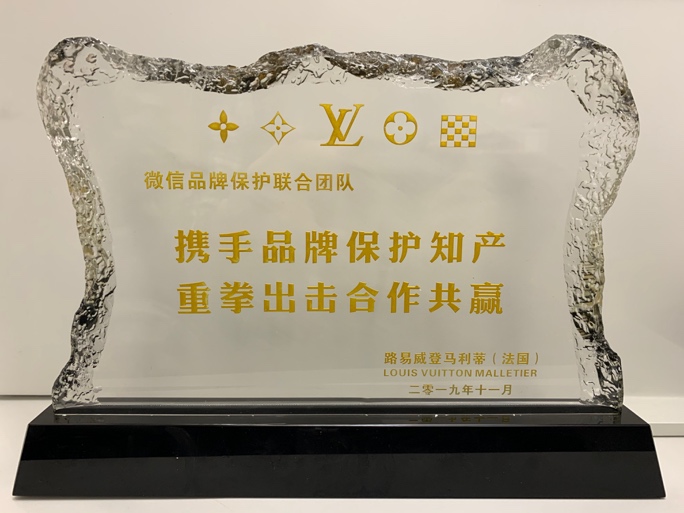 LV
微信品牌保护联合团队
携手品牌保护知产
重拳出击合作共赢
路易威登马利蒂（法国）
LOUIS VUITTON MALLETIER
二零一九年十一月